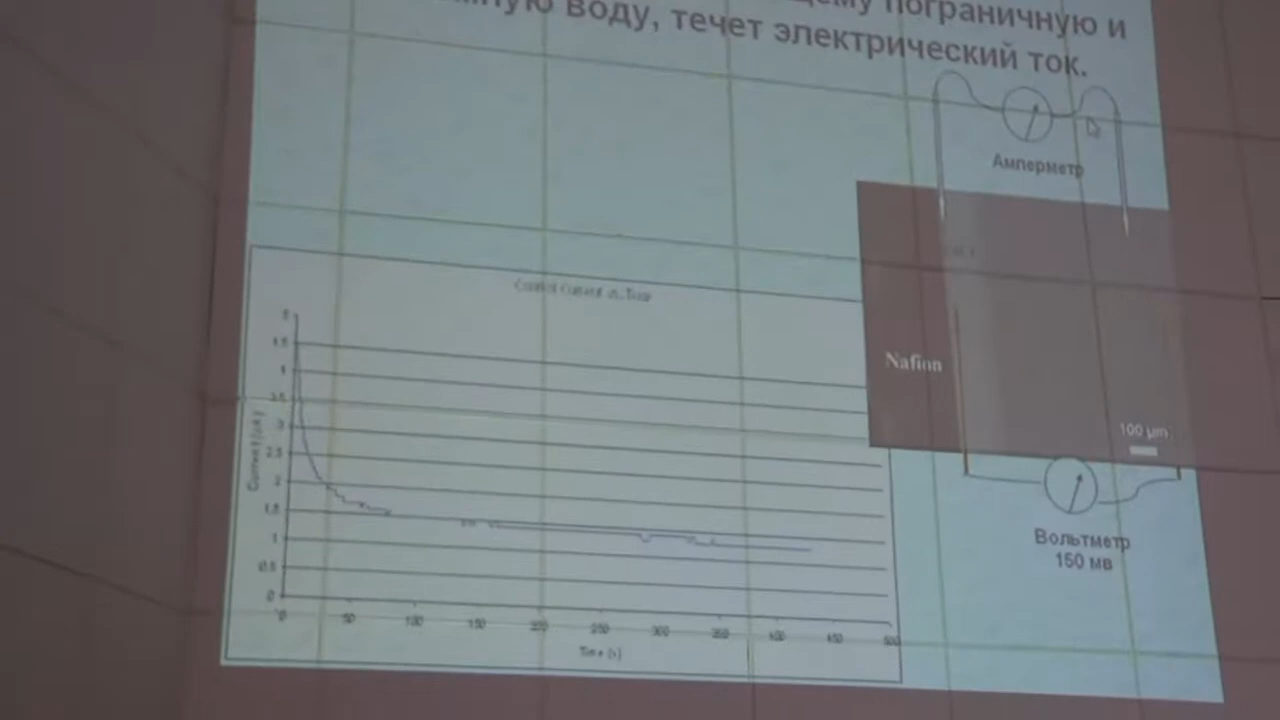 пограничную и
воду, течет электрический ток.
Амперметр
Nafion
100 µm
Вольтметр
150 мв
5
4.5
4
3.5
3
2.5
2
1.5
1
0.5
0
0 50 100 150 200 250 300 350 400 450 500
Time (s)